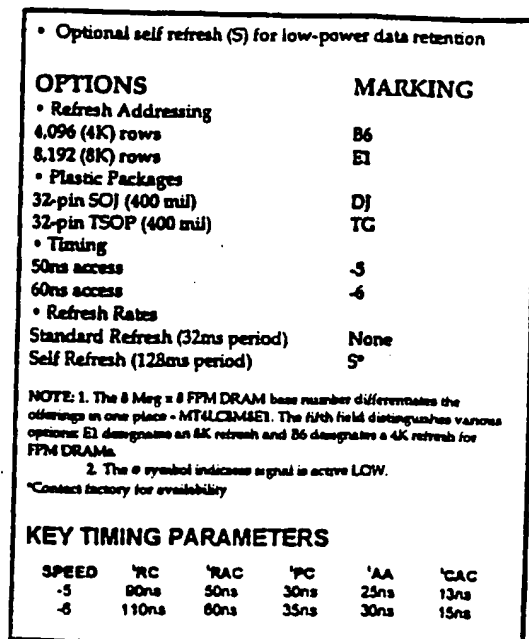 • Optional self refresh (S) for low-power data retention
OPTIONS MARKING
• Refresh Addressing
4,096 (4K) rows B6
8,192 (8K) rows E1
• Plastic Packages
32-pin SOJ (400 mil) DJ
32-pin TSOP (400 mil) TG
• Timing
50ns access -5
60ns access -6
• Refresh Rates
Standard Refresh (32ms period) None
Self Refresh (128ms period) S*
NOTE: 1. The 8 Meg x 8 FPM DRAM base number differentiates the
offerings in one place - MT4LC8M8E1. The fifth field distinguishes various
options: E1 designates an 8K refresh and B6 designates a 4K refresh for
FPM DRAMs.
2. The # symbol indicates signal is active LOW.
*Contact factory for availability
KEY TIMING PARAMETERS
SPEED tRC tRAC tPC tAA tCAC
-5 90ns 50ns 30ns 25ns 13ns
-6 110ns 60ns 35ns 30ns 15ns